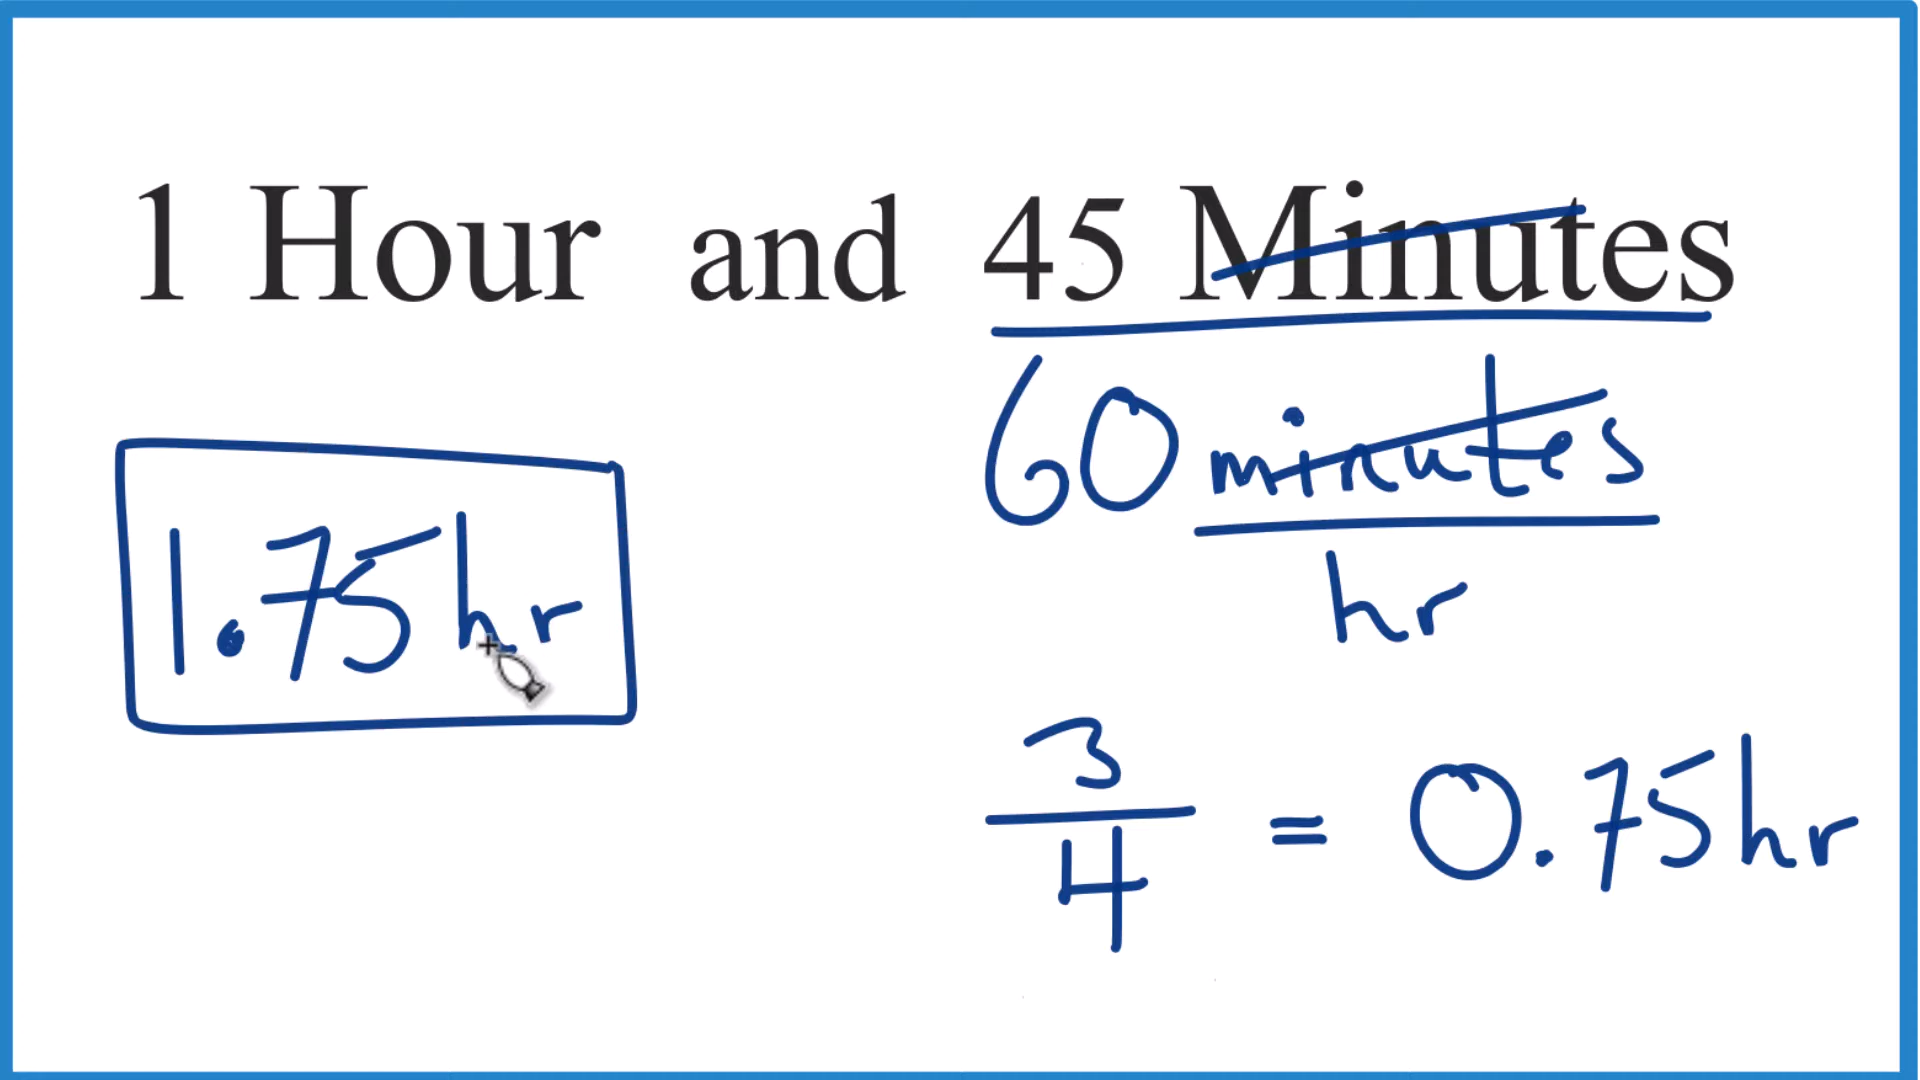 1 Hour and 45 Minutes
60 minutes
hr
1.75 hr
3
4
= 0.75 hr